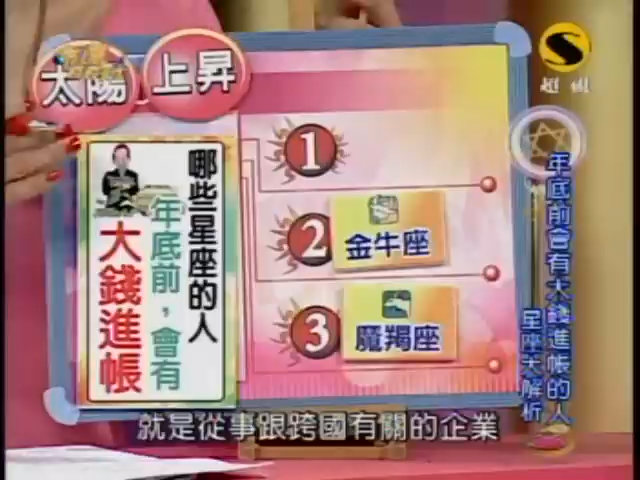 太陽
上昇
哪些星座的人
年底前，會有
大錢進帳
1
2
金牛座
3
魔羯座
超視
年底前會有大錢進帳的人
星座大解析
就是從事跟跨國有關的企業